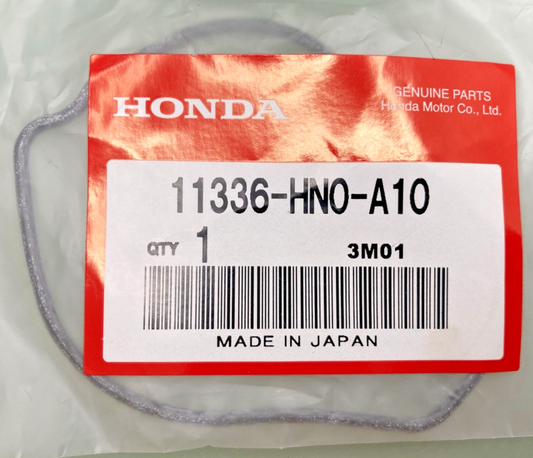 HONDA
GENUINE PARTS
Honda Motor Co., Ltd.
11336-HN0-A10
QTY 1 3M01
MADE IN JAPAN